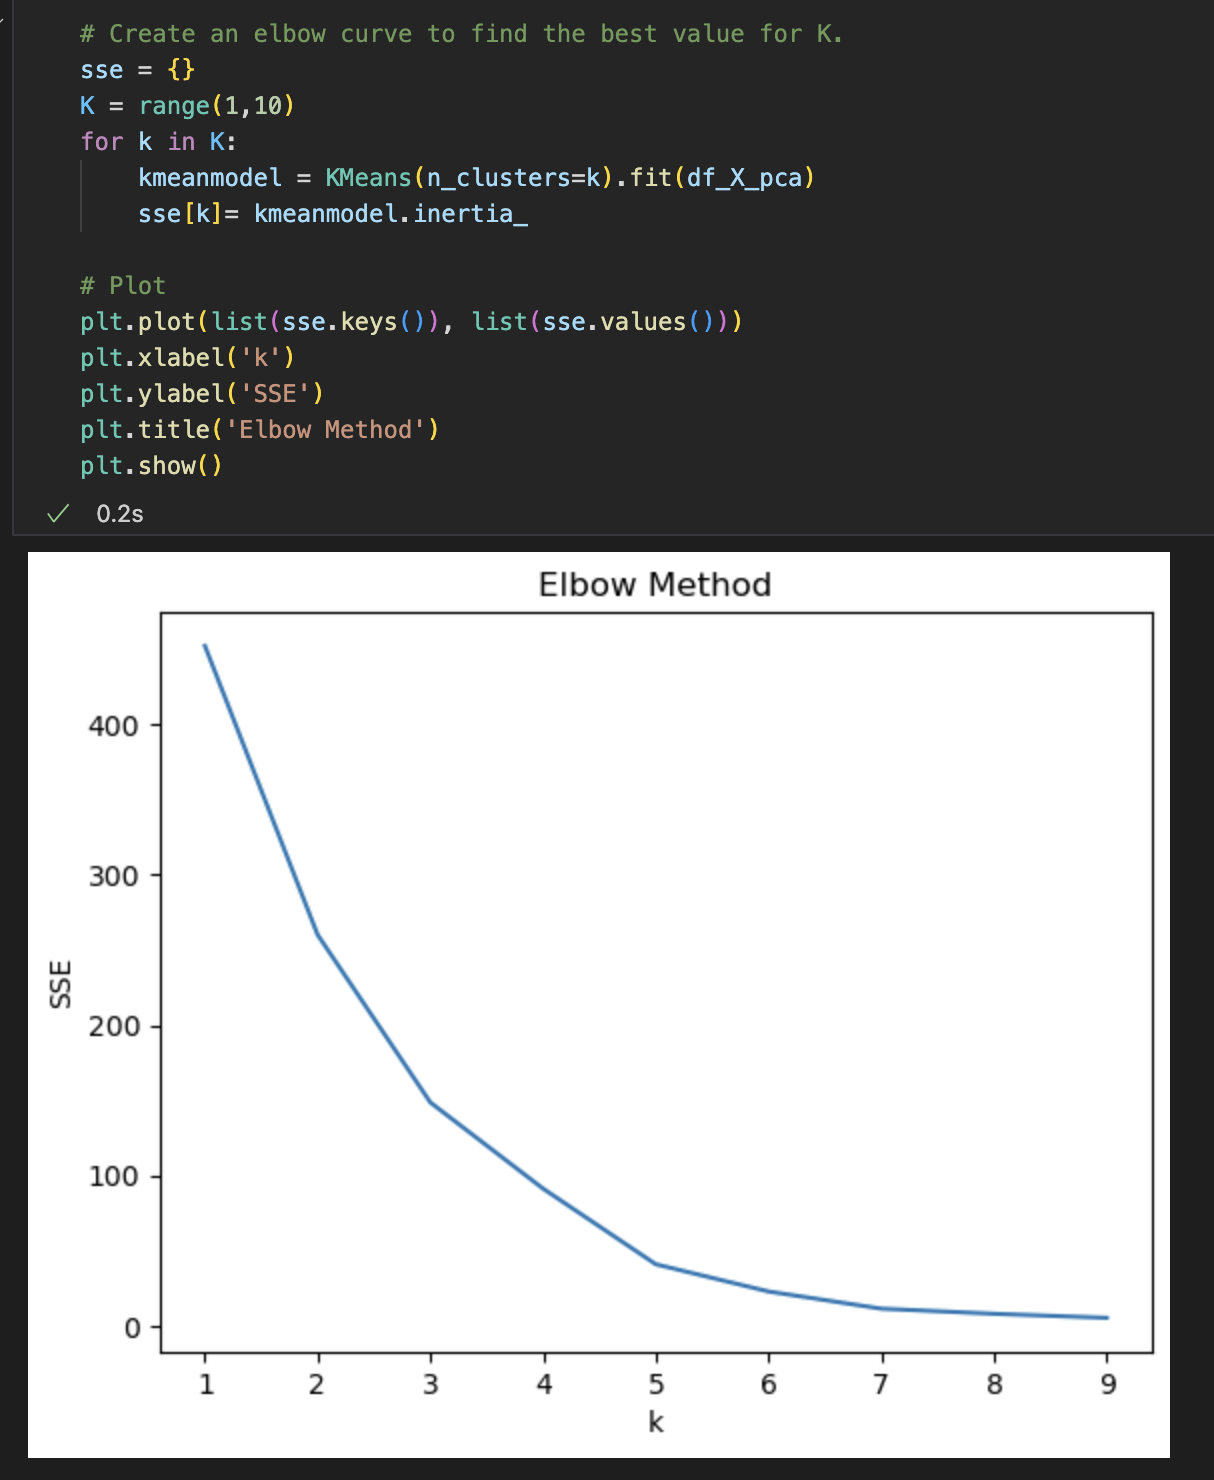 # Create an elbow curve to find the best value for K.
sse = {}
K = range(1,10)
for k in K:
    kmeanmodel = KMeans(n_clusters=k).fit(df_X_pca)
    sse[k]= kmeanmodel.inertia_
# Plot
plt.plot(list(sse.keys()), list(sse.values()))
plt.xlabel('k')
plt.ylabel('SSE')
plt.title('Elbow Method')
plt.show()
0.2s
Elbow Method
400
300
SSE
200
100
0
1 2 3 4 5 6 7 8 9
k